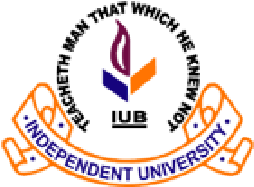 TEACHETH MAN THAT WHICH HE KNEW NOT
IUB
· INDEPENDENT UNIVERSITY ·